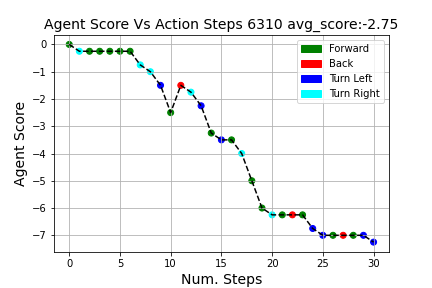 Agent Score Vs Action Steps 6310 avg_score:-2.75
Agent Score
0
−1
−2
−3
−4
−5
−6
−7
Forward
Back
Turn Left
Turn Right
0 5 10 15 20 25 30
Num. Steps